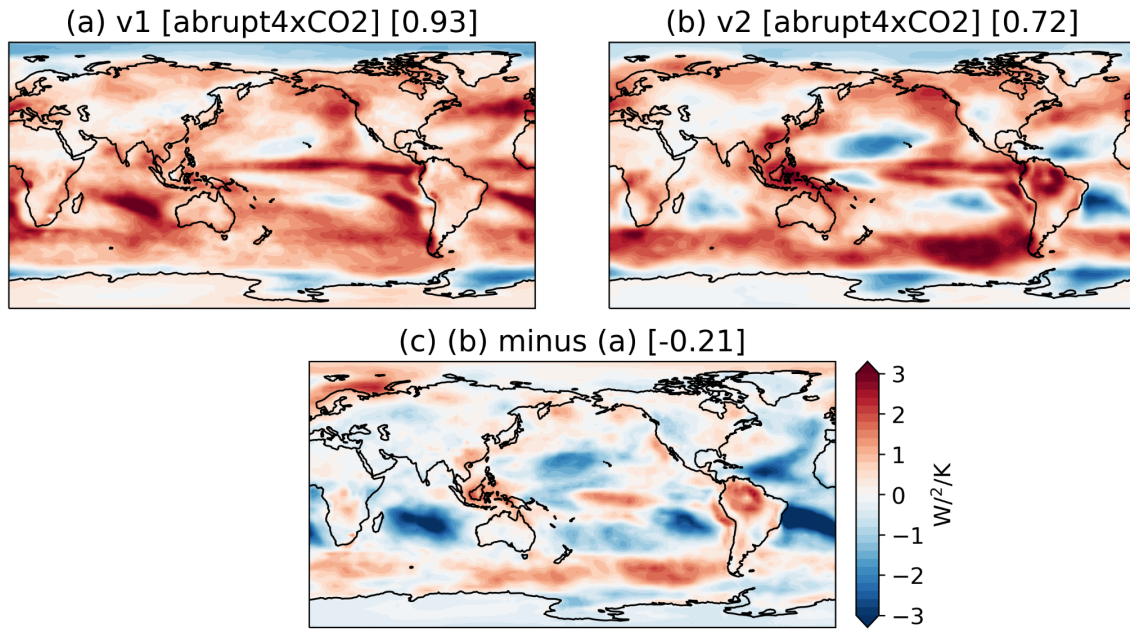 (a) v1 [abrupt4xCO2] [0.93]
(b) v2 [abrupt4xCO2] [0.72]
(c) (b) minus (a) [-0.21]
3
2
1
0
−1
−2
−3
W/²/K